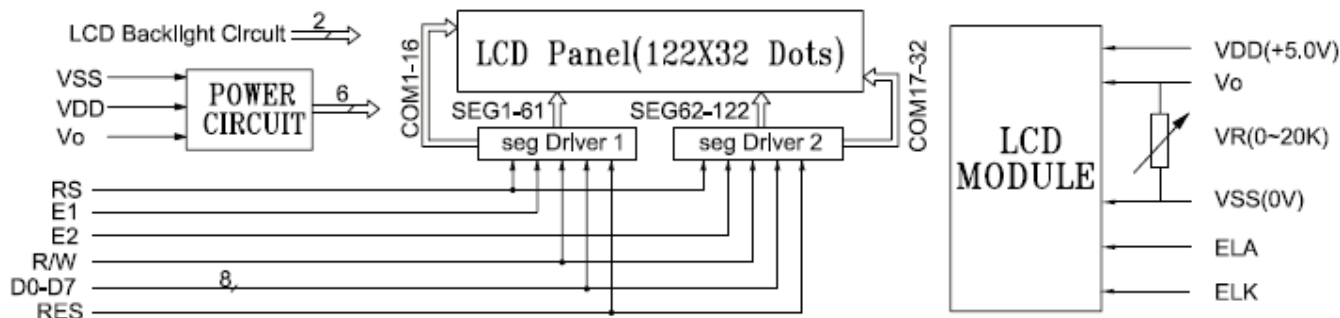 LCD Backlight Circuit
2
VSS
VDD
Vo
POWER
CIRCUIT
6
COM1-16
LCD Panel(122X32 Dots)
SEG1-61
SEG62-122
COM17-32
seg Driver 1
seg Driver 2
RS
E1
E2
R/W
D0-D7
8
RES
LCD
MODULE
VDD(+5.0V)
Vo
VR(0~20K)
VSS(0V)
ELA
ELK